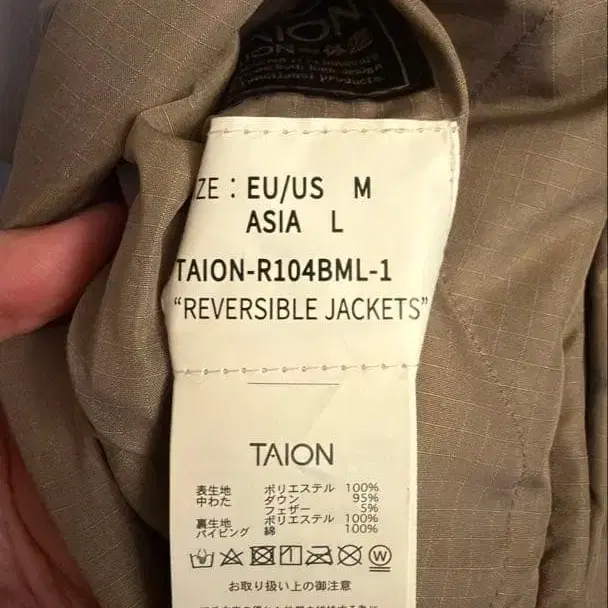 TAION
functional products
ZE : EU/US M
ASIA L
TAION-R104BML-1
“REVERSIBLE JACKETS”
TAION
表生地 ポリエステル 100%
中わた ダウン 95%
フェザー 5%
裏生地 ポリエステル 100%
パイピング 綿 100%
W
お取り扱い上の御注意